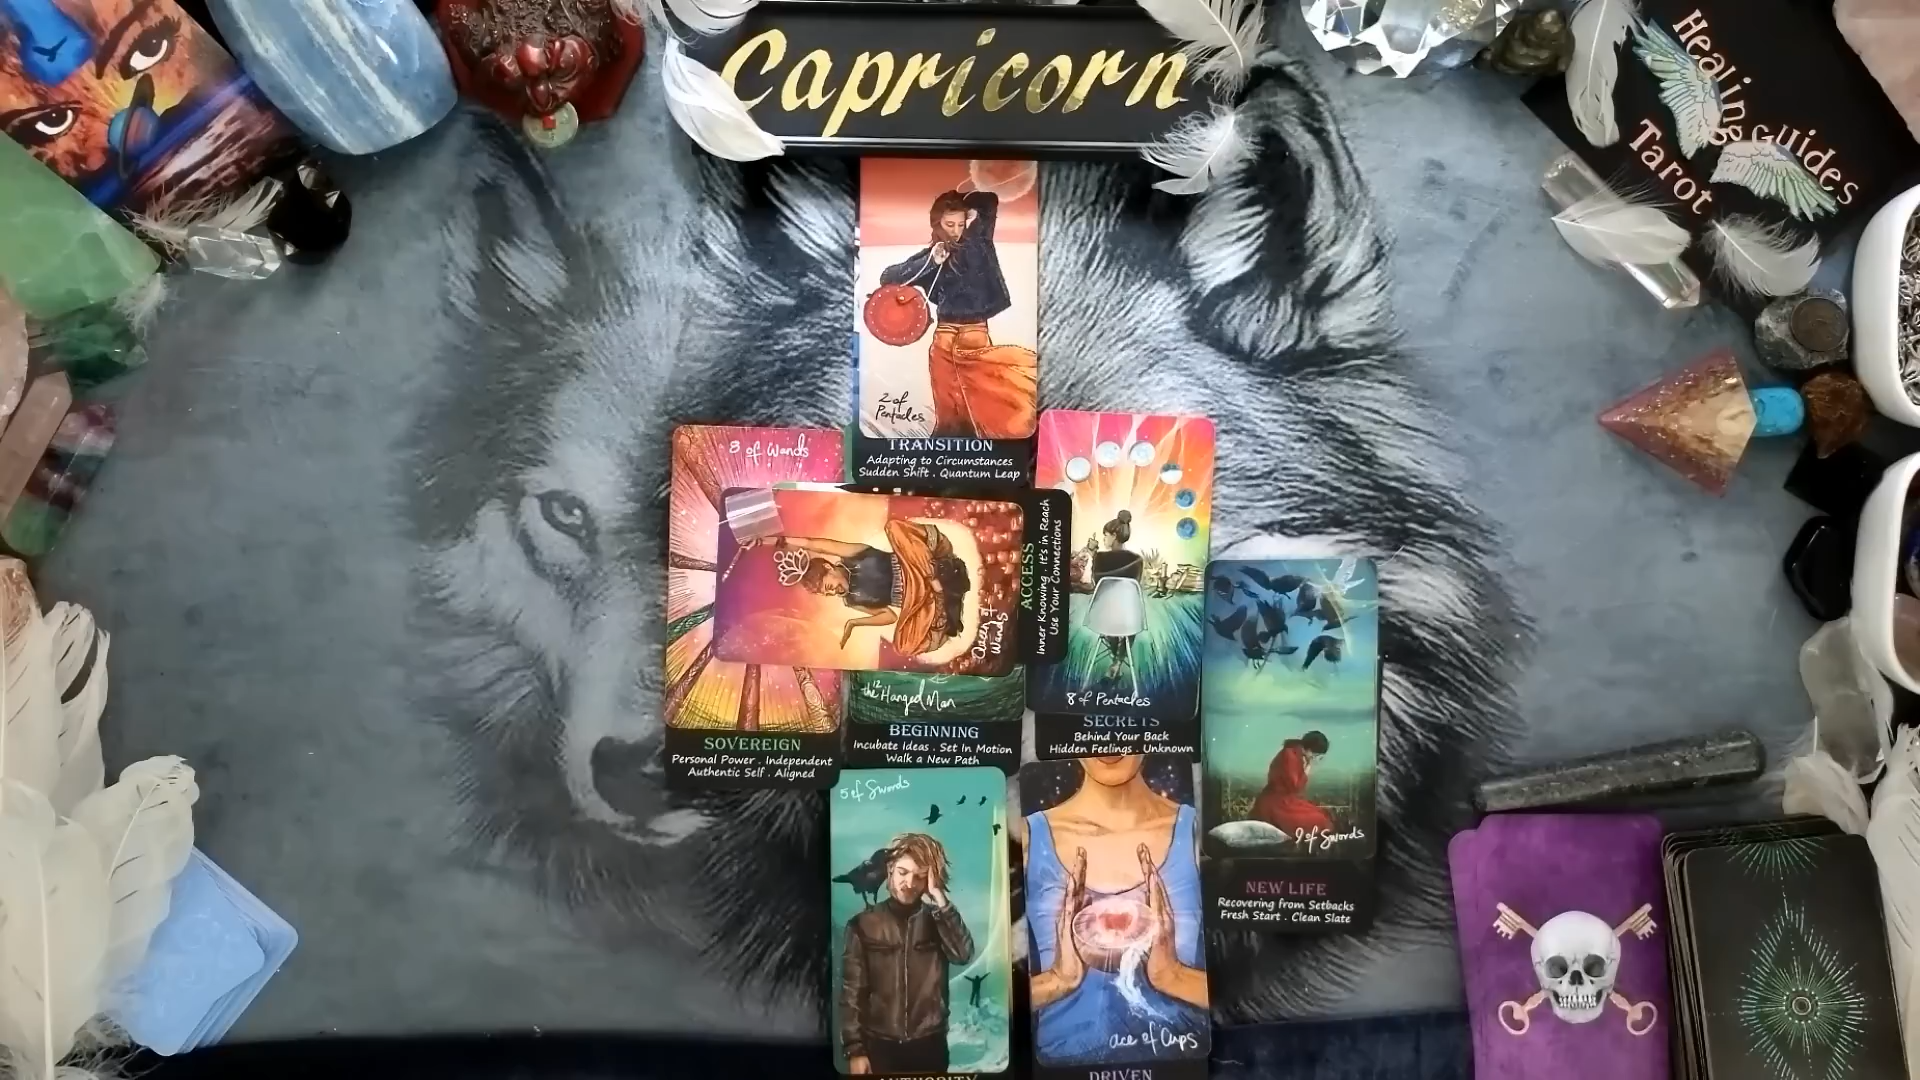 Capricorn
Healing
Guides
Tarot
2 of
Pentacles
TRANSITION
Adapting to Circumstances
Sudden Shift . Quantum Leap
8 of Wands
Queen of
Wands
ACCESS
Inner Knowing . It's in Reach
Use Your Connections
8 of Pentacles
12
the Hanged Man
SOVEREIGN
Personal Power . Independent
Authentic Self . Aligned
BEGINNING
Incubate Ideas . Set In Motion
Walk a New Path
SECRETS
Behind Your Back
Hidden Feelings . Unknown
9 of Swords
NEW LIFE
Recovering from Setbacks
Fresh Start . Clean Slate
5 of Swords
ace of Cups
AUTHORITY
DRIVEN